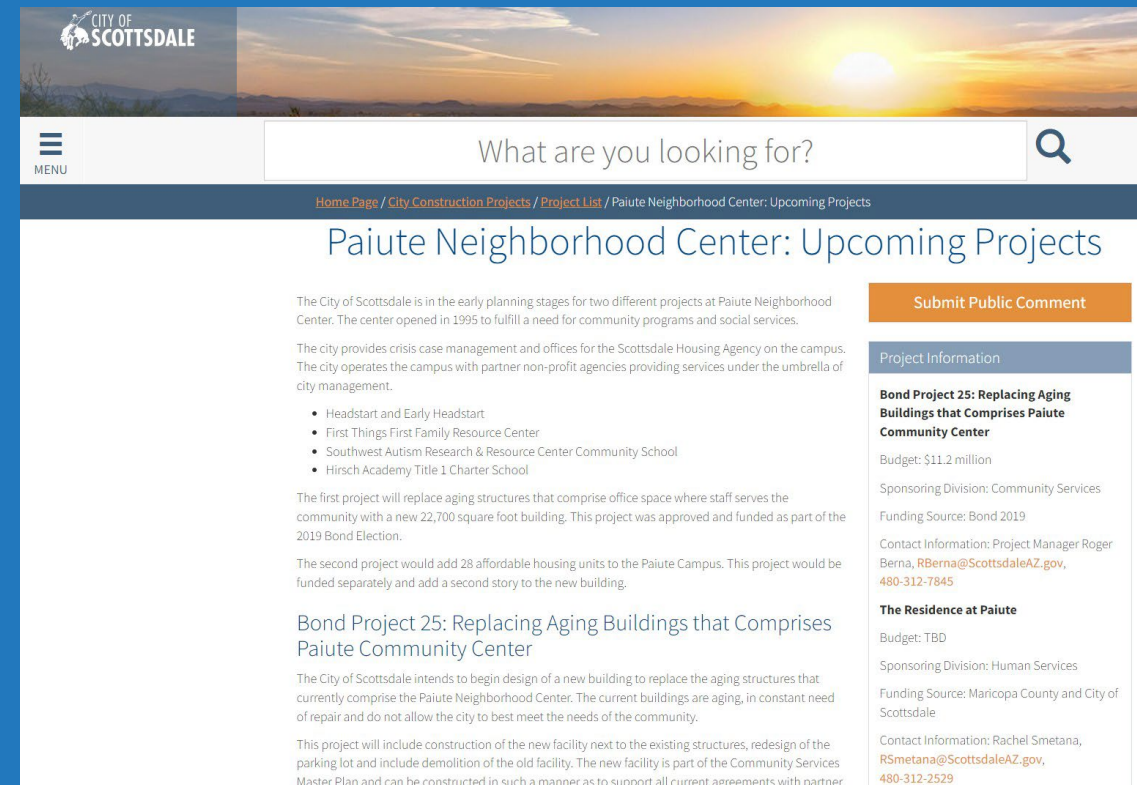 CITY OF
SCOTTSDALE
MENU
What are you looking for?
Home Page / City Construction Projects / Project List / Paiute Neighborhood Center: Upcoming Projects
Paiute Neighborhood Center: Upcoming Projects
The City of Scottsdale is in the early planning stages for two different projects at Paiute Neighborhood
Center. The center opened in 1995 to fulfill a need for community programs and social services.
The city provides crisis case management and offices for the Scottsdale Housing Agency on the campus.
The city operates the campus with partner non-profit agencies providing services under the umbrella of
city management.
• Headstart and Early Headstart
• First Things First Family Resource Center
• Southwest Autism Research & Resource Center Community School
• Hirsch Academy Title 1 Charter School
The first project will replace aging structures that comprise office space where staff serves the
community with a new 22,700 square foot building. This project was approved and funded as part of the
2019 Bond Election.
The second project would add 28 affordable housing units to the Paiute Campus. This project would be
funded separately and add a second story to the new building.
Bond Project 25: Replacing Aging Buildings that Comprises
Paiute Community Center
The City of Scottsdale intends to begin design of a new building to replace the aging structures that
currently comprise the Paiute Neighborhood Center. The current buildings are aging, in constant need
of repair and do not allow the city to best meet the needs of the community.
This project will include construction of the new facility next to the existing structures, redesign of the
parking lot and include demolition of the old facility. The new facility is part of the Community Services
Master Plan and can be constructed in such a manner as to support all current agreements with partner
Submit Public Comment
Project Information
Bond Project 25: Replacing Aging
Buildings that Comprises Paiute
Community Center
Budget: $11.2 million
Sponsoring Division: Community Services
Funding Source: Bond 2019
Contact Information: Project Manager Roger
Berna, RBerna@ScottsdaleAZ.gov,
480-312-7845
The Residence at Paiute
Budget: TBD
Sponsoring Division: Human Services
Funding Source: Maricopa County and City of
Scottsdale
Contact Information: Rachel Smetana,
RSmetana@ScottsdaleAZ.gov,
480-312-2529